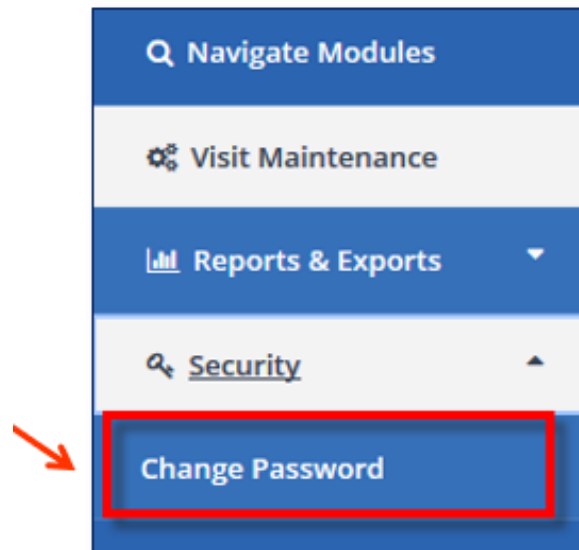 Navigate Modules
Visit Maintenance
Reports & Exports
Security
Change Password